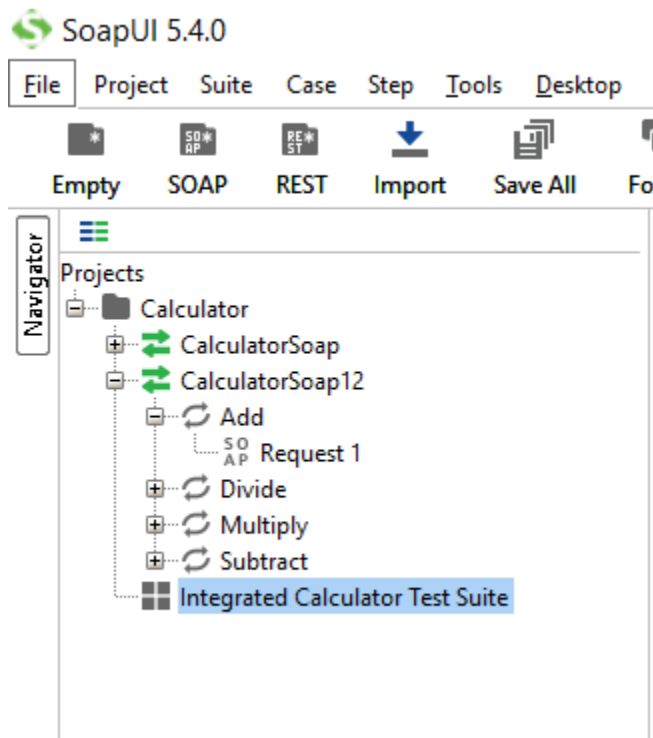 SoapUI 5.4.0
File Project Suite Case Step Tools Desktop
SO AP RE ST
Empty SOAP REST Import Save All Fo
Navigator
Projects
Calculator
CalculatorSoap
CalculatorSoap12
Add
SO AP Request 1
Divide
Multiply
Subtract
Integrated Calculator Test Suite